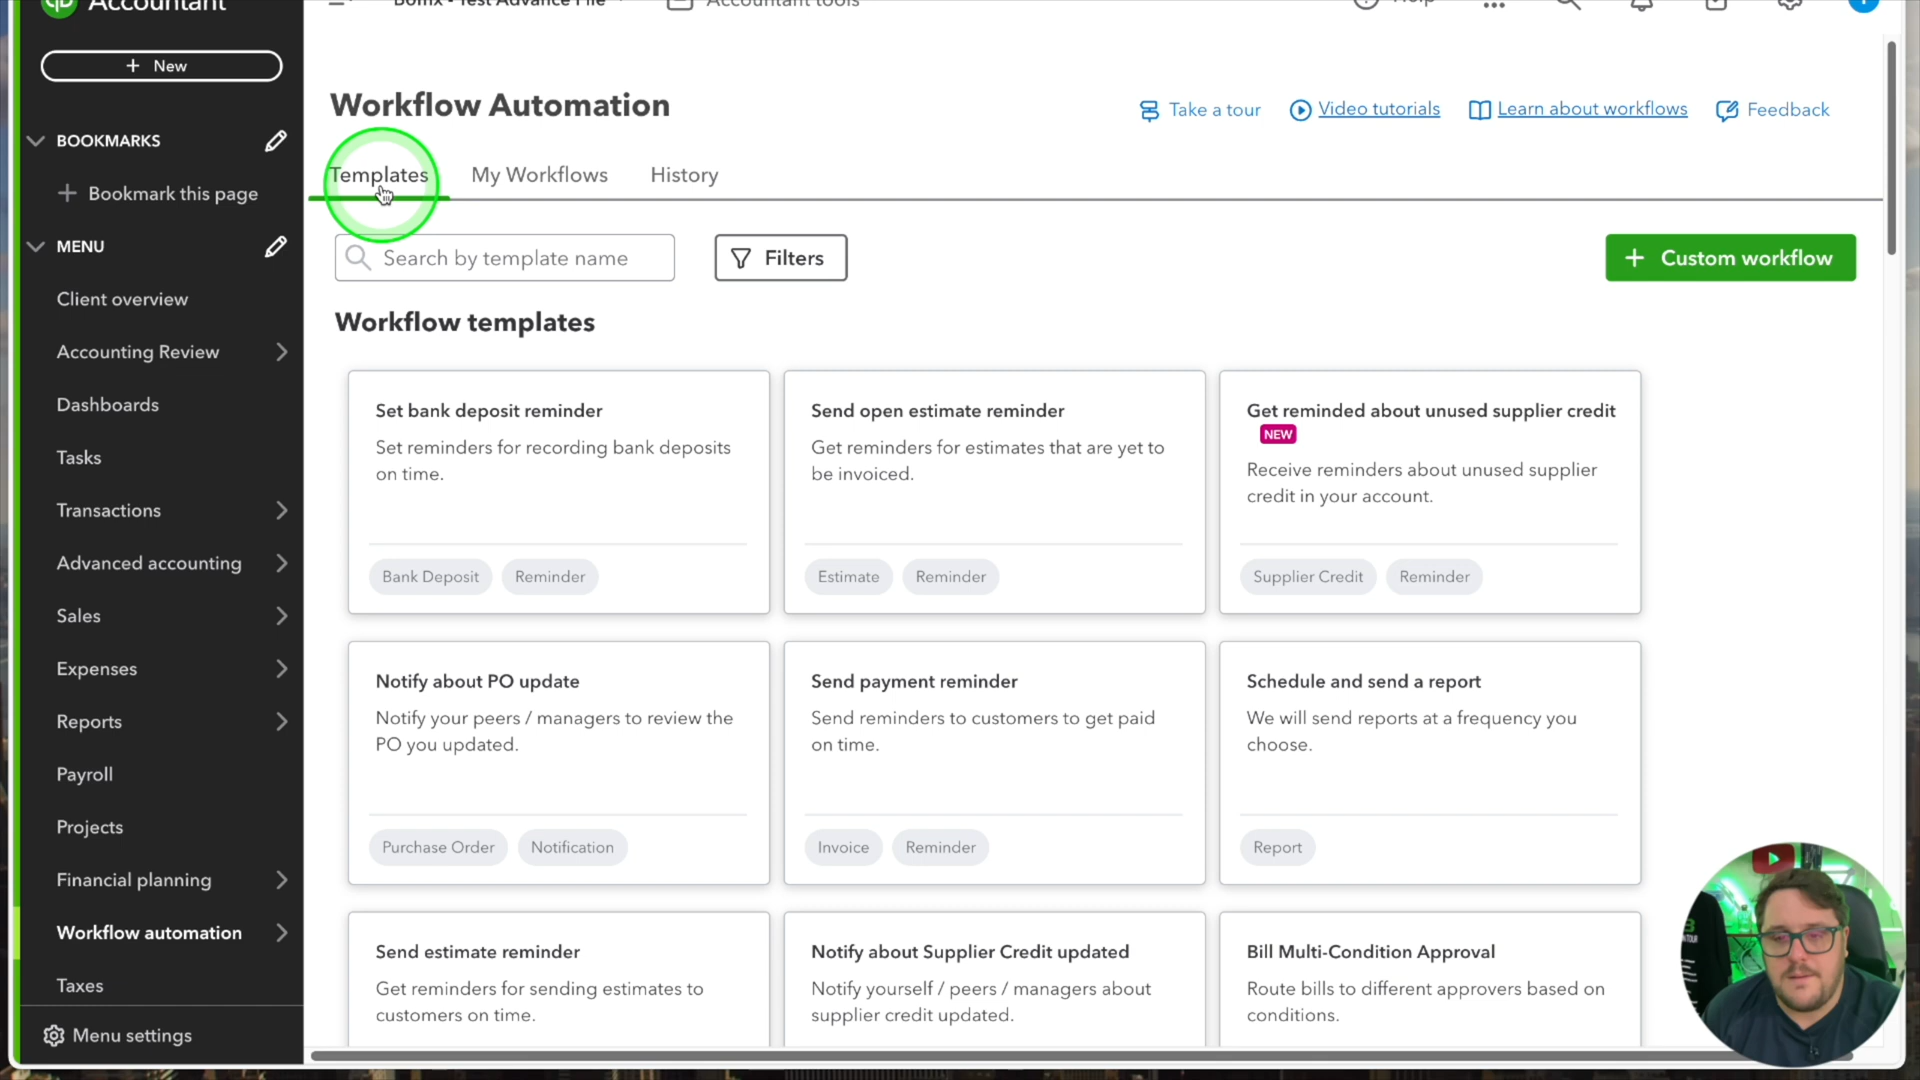 Accountant
Bomx - Test Advance File
Accountant tools
Help
+ New
BOOKMARKS
+ Bookmark this page
MENU
Client overview
Accounting Review
Dashboards
Tasks
Transactions
Advanced accounting
Sales
Expenses
Reports
Payroll
Projects
Financial planning
Workflow automation
Taxes
Menu settings
Workflow Automation
Take a tour
Video tutorials
Learn about workflows
Feedback
Templates
My Workflows
History
Search by template name
Filters
+ Custom workflow
Workflow templates
Set bank deposit reminder
Set reminders for recording bank deposits
on time.
Bank Deposit
Reminder
Send open estimate reminder
Get reminders for estimates that are yet to
be invoiced.
Estimate
Reminder
Get reminded about unused supplier credit
NEW
Receive reminders about unused supplier
credit in your account.
Supplier Credit
Reminder
Notify about PO update
Notify your peers / managers to review the
PO you updated.
Purchase Order
Notification
Send payment reminder
Send reminders to customers to get paid
on time.
Invoice
Reminder
Schedule and send a report
We will send reports at a frequency you
choose.
Report
Send estimate reminder
Get reminders for sending estimates to
customers on time.
Notify about Supplier Credit updated
Notify yourself / peers / managers about
supplier credit updated.
Bill Multi-Condition Approval
Route bills to different approvers based on
conditions.